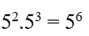 5².5³ = 5⁶